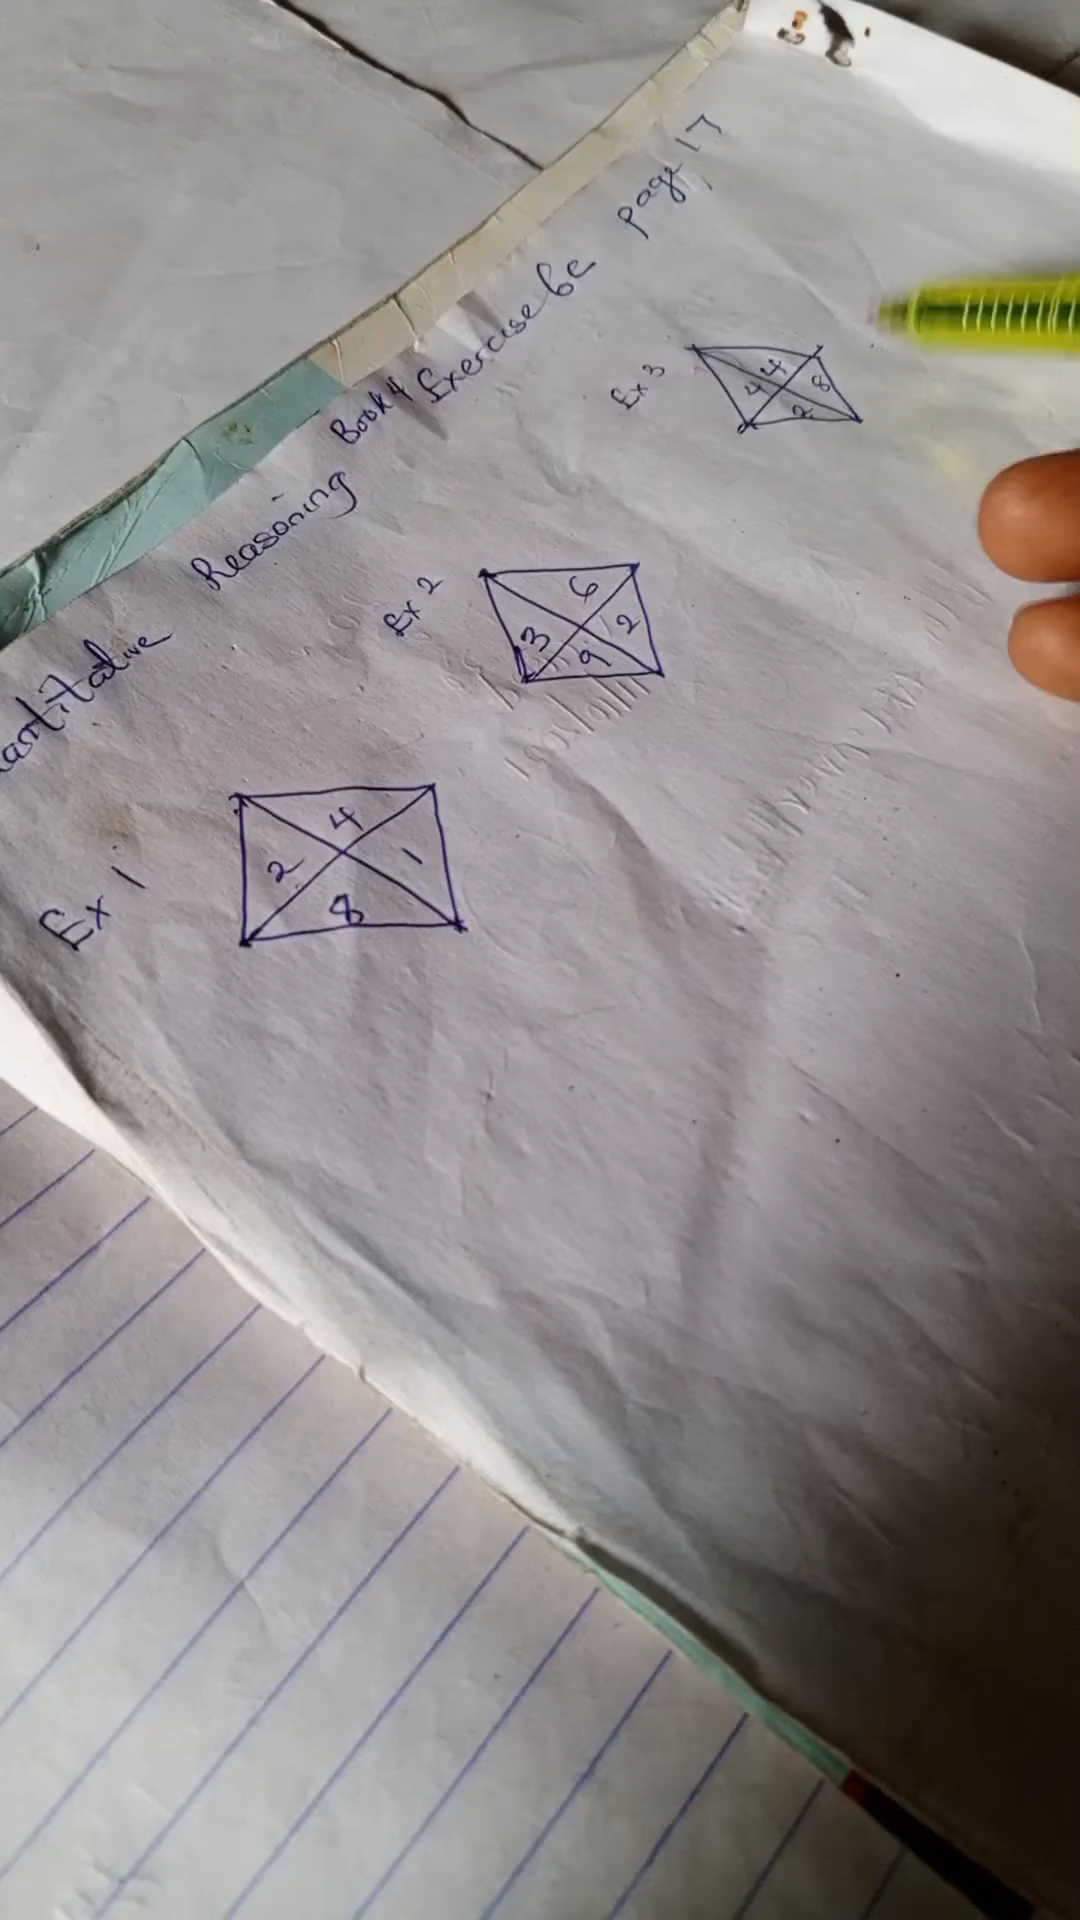 Quantitative Reasoning Book 4 Exercise 6c page 17
Ex 1
4
2 1
8
Ex 2
6
3 2
9
Ex 3
4
4 8
2